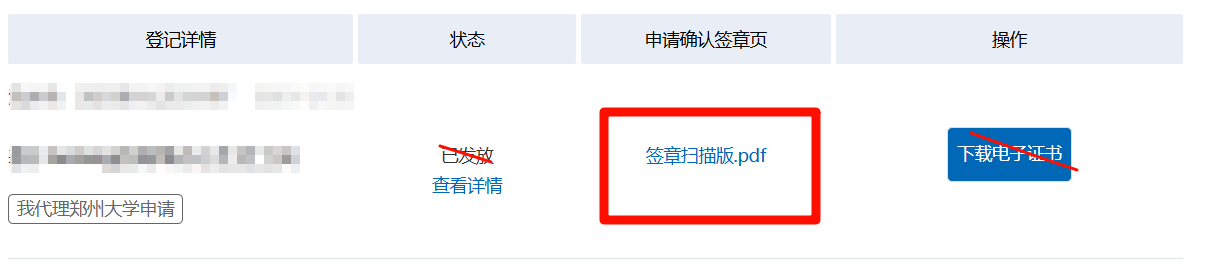 登记详情 状态 申请确认签章页 操作
已发放 签章扫描版.pdf 下载电子证书
查看详情
我代理郑州大学申请